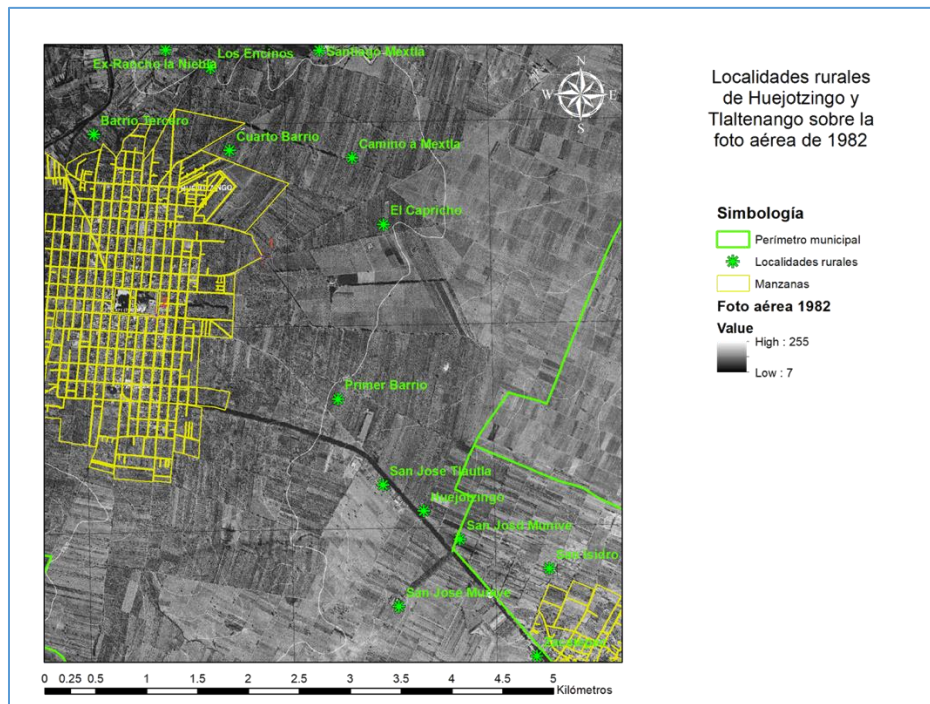 Localidades rurales
de Huejotzingo y
Tlaltenango sobre la
foto aérea de 1982
Simbología
Perímetro municipal
Localidades rurales
Manzanas
Foto aérea 1982
Value
High : 255
Low : 7
N
W E
S
Los Encinos
Santiago Mextla
Ex-Rancho la Niebla
Barrio Tercero
Cuarto Barrio
Camino a Mextla
HUEJOTZINGO
El Capricho
Primer Barrio
San José Tlautla
Huejotzingo
San José Munive
San Isidro
San José Munive
0 0.25 0.5 1 1.5 2 2.5 3 3.5 4 4.5 5
Kilómetros